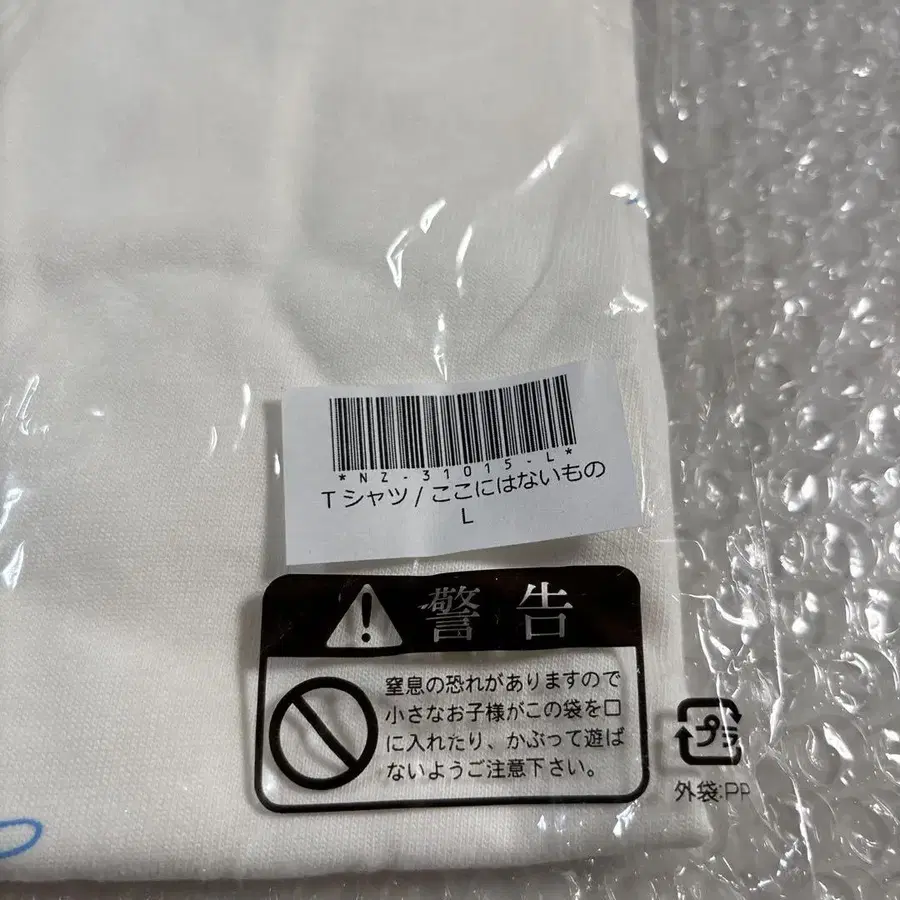 *NZ-31015-L*
Tシャツ/ここにはないもの
L
警告
窒息の恐れがありますので
小さなお子様がこの袋を口
に入れたり、かぶって遊ば
ないようご注意下さい。
プラ
外袋:PP